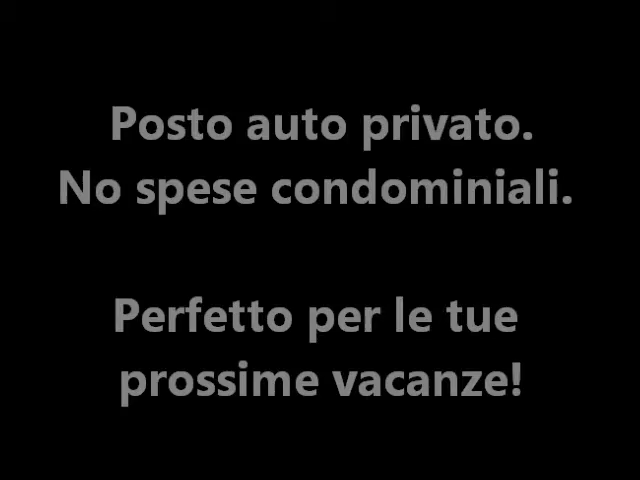 Posto auto privato.
No spese condominiali.
Perfetto per le tue
prossime vacanze!